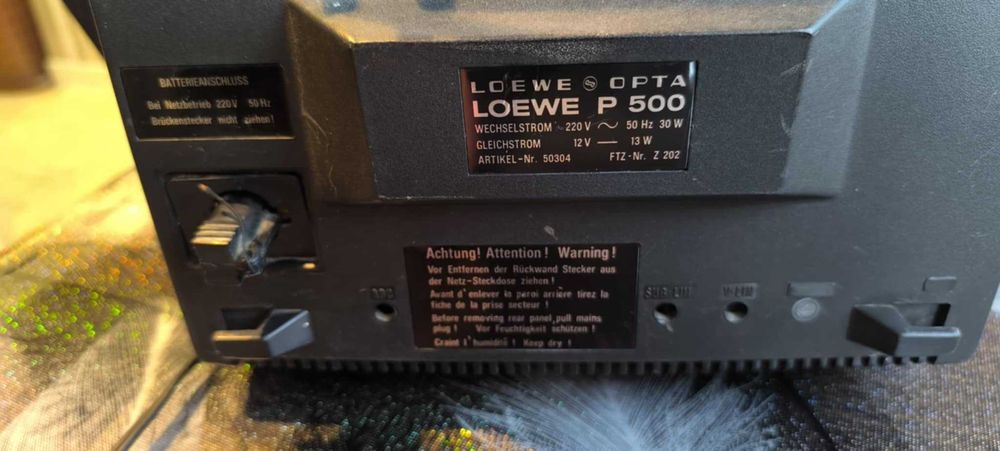 BATTERIEANSCHLUSS
Bei Netzbetrieb 220 V 50 Hz
Brückenstecker nicht ziehen!
LOEWE OPTA
LOEWE P 500
WECHSELSTROM 220 V ~ 50 Hz 30 W
GLEICHSTROM 12 V — 13 W
ARTIKEL-Nr. 50304 FTZ-Nr. Z 202
Achtung! Attention! Warning!
Vor Entfernen der Rückwand Stecker aus
der Netz-Steckdose ziehen!
Avant d'enlever la paroi arrière tirez la
fiche de la prise secteur!
Before removing rear panel, pull mains
plug! Vor Feuchtigkeit schützen!
Craint l'humidité! Keep dry!